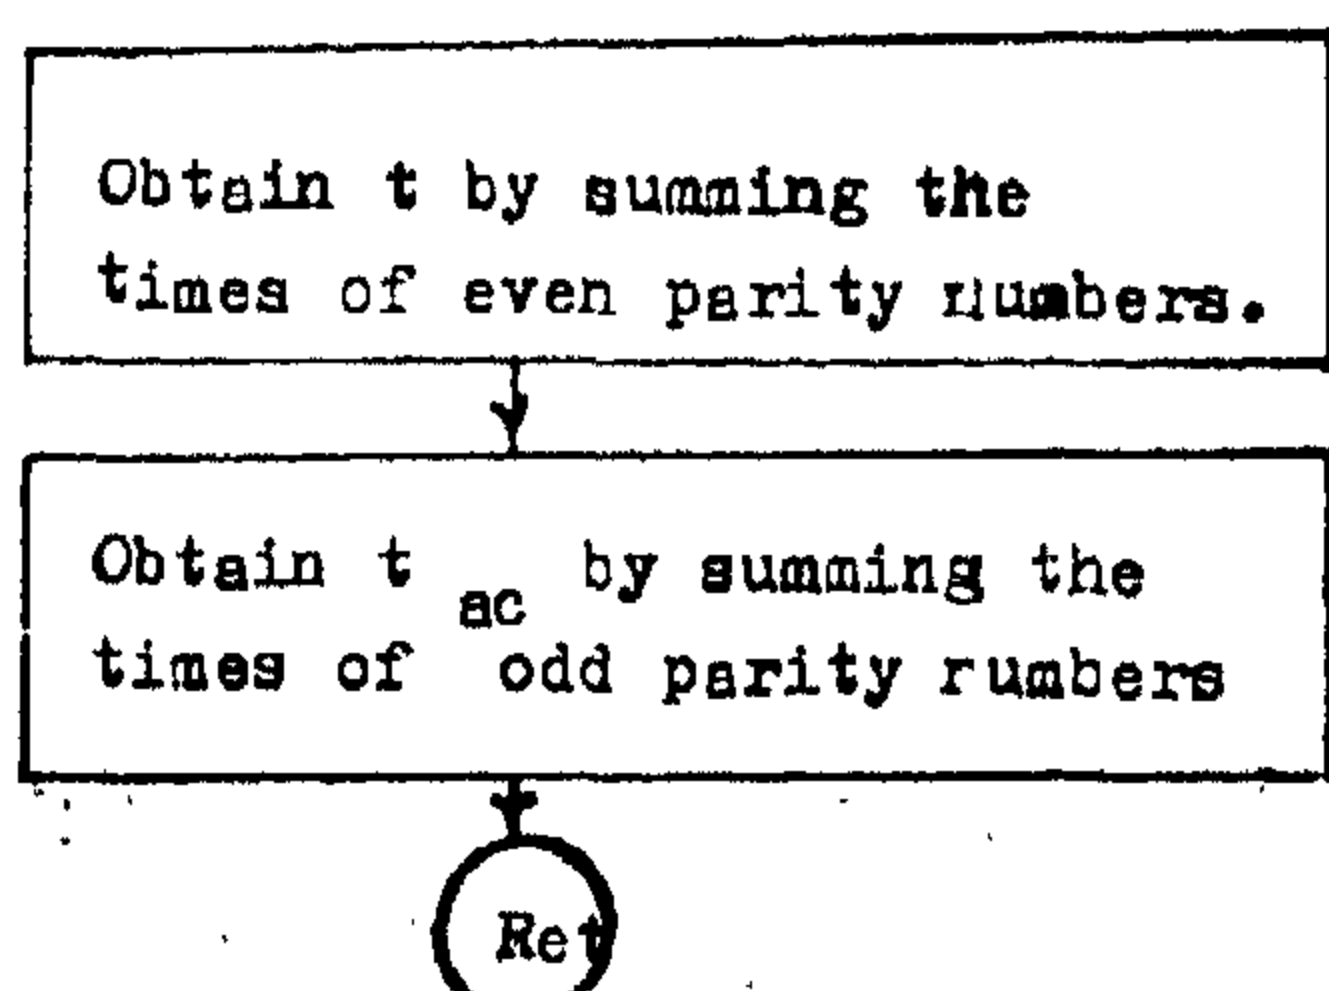 Obtain t by summing the
times of even parity numbers.
Obtain t ac by summing the
times of odd parity rumbers
Ret